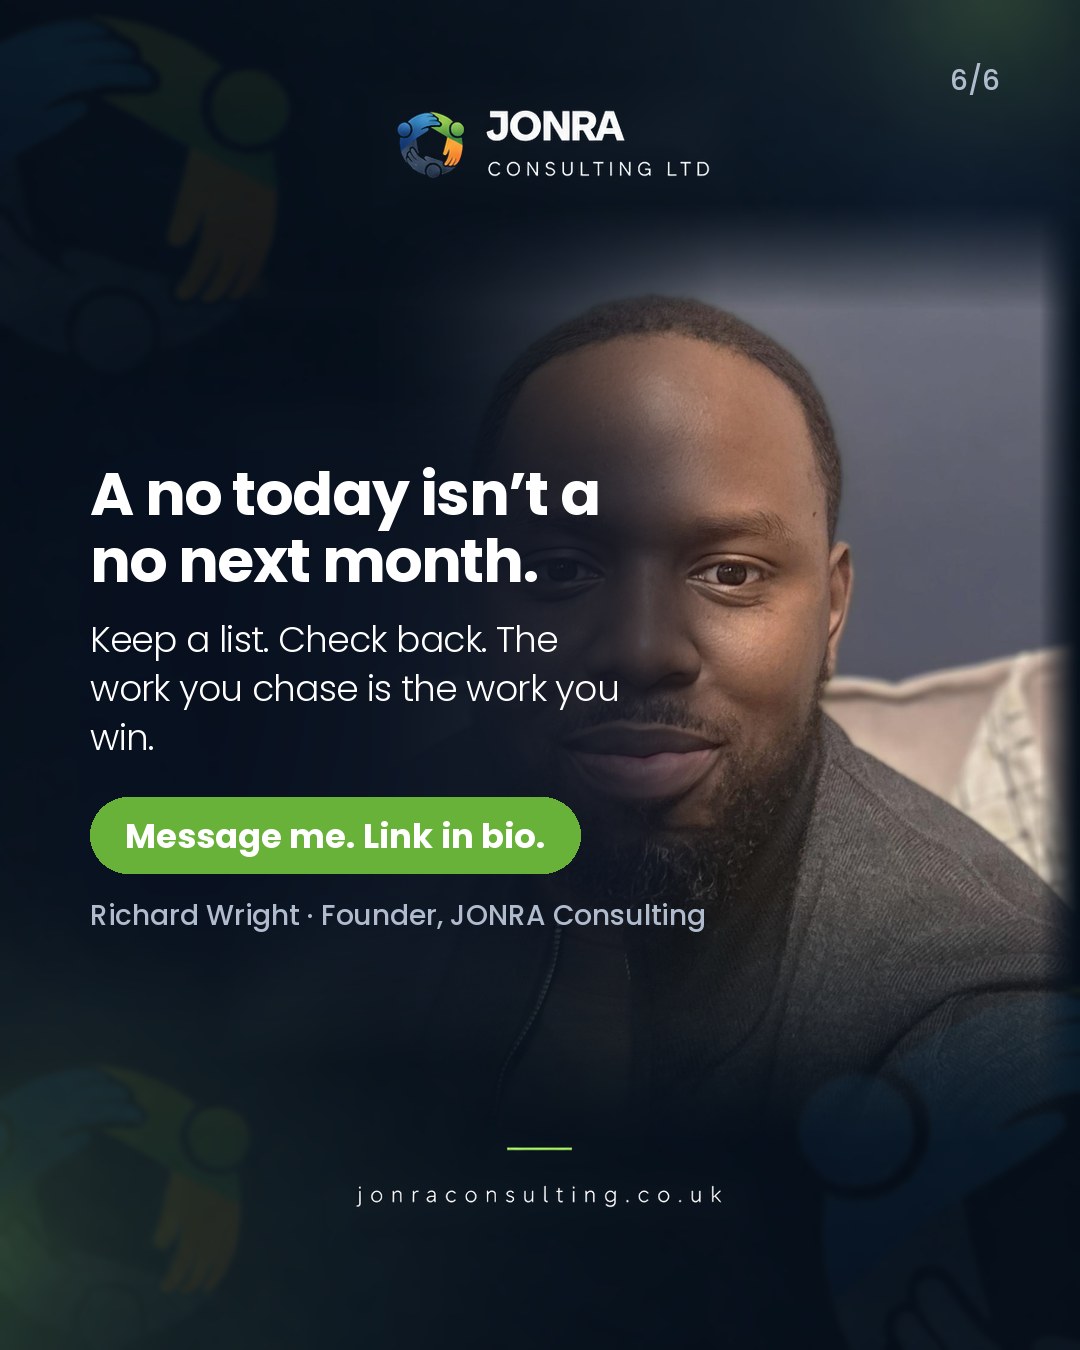 6/6
JONRA
CONSULTING LTD
A no today isn’t a
no next month.
Keep a list. Check back. The
work you chase is the work you
win.
Message me. Link in bio.
Richard Wright · Founder, JONRA Consulting
jonraconsulting.co.uk